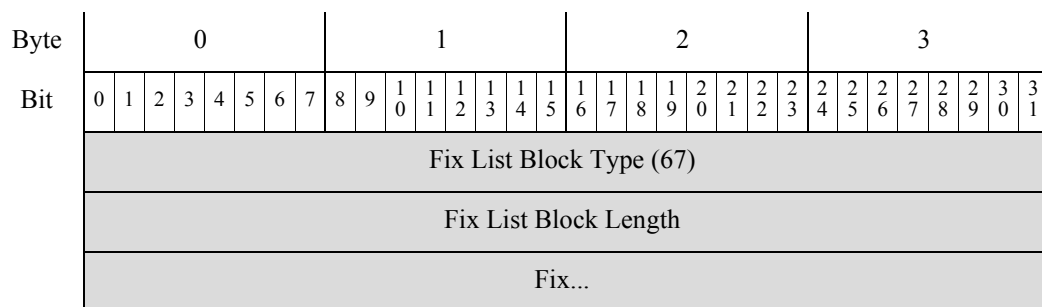 Byte 0 1 2 3
Bit 0 1 2 3 4 5 6 7 8 9 10 11 12 13 14 15 16 17 18 19 20 21 22 23 24 25 26 27 28 29 30 31
Fix List Block Type (67)
Fix List Block Length
Fix...